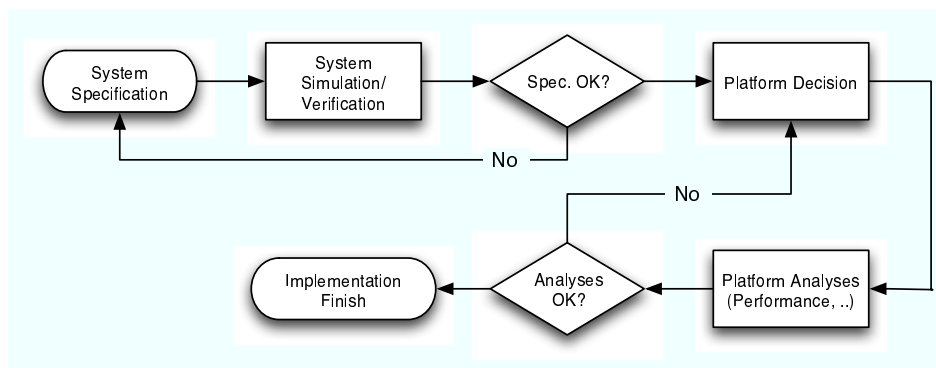 System
Specification
System
Simulation/
Verification
Spec. OK?
Platform Decision
No
No
Implementation
Finish
Analyses
OK?
Platform Analyses
(Performance, ..)